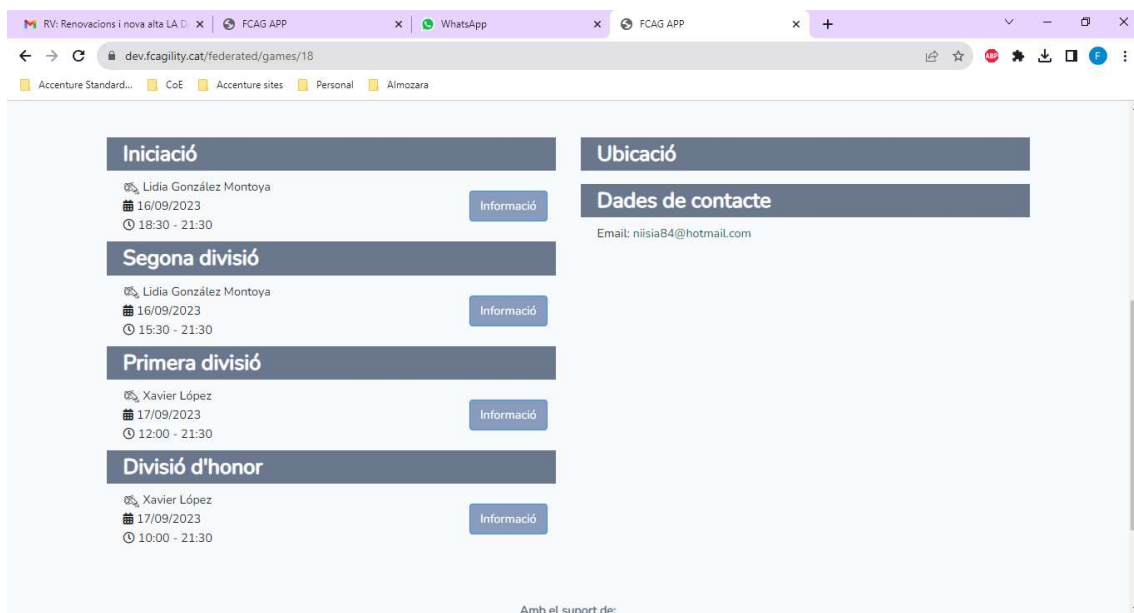 RV: Renovacions i nova alta LA D
FCAG APP
WhatsApp
FCAG APP
dev.fcagility.cat/federated/games/18
Accenture Standard...
CoE
Accenture sites
Personal
Almozara
ABP
F
Iniciació
Lidia González Montoya
16/09/2023
18:30 - 21:30
Informació
Segona divisió
Lidia González Montoya
16/09/2023
15:30 - 21:30
Informació
Primera divisió
Xavier López
17/09/2023
12:00 - 21:30
Informació
Divisió d'honor
Xavier López
17/09/2023
10:00 - 21:30
Informació
Ubicació
Dades de contacte
Email: niisia84@hotmail.com
Amb el suport de: